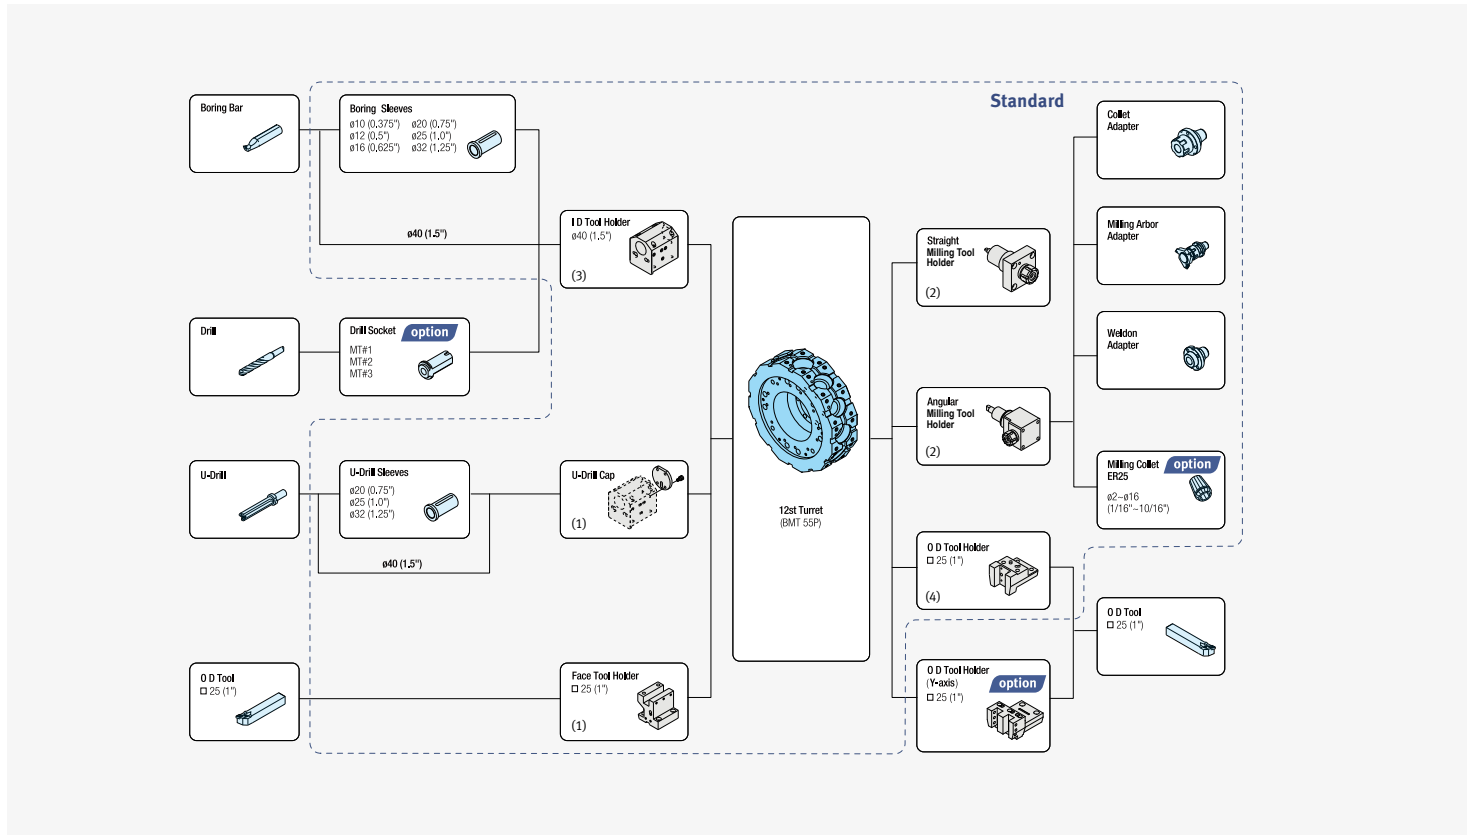 Standard
Boring Bar
Boring Sleeves
ø10 (0.375") ø20 (0.75")
ø12 (0.5") ø25 (1.0")
ø16 (0.625") ø32 (1.25")
ø40 (1.5")
I D Tool Holder
ø40 (1.5")
(3)
Drill
Drill Socket option
MT#1
MT#2
MT#3
U-Drill
U-Drill Sleeves
ø20 (0.75")
ø25 (1.0")
ø32 (1.25")
ø40 (1.5")
U-Drill Cap
(1)
O D Tool
□ 25 (1")
Face Tool Holder
□ 25 (1")
(1)
12st Turret
(BMT 55P)
Straight
Milling Tool
Holder
(2)
Angular
Milling Tool
Holder
(2)
O D Tool Holder
□ 25 (1")
(4)
O D Tool Holder
(Y-axis) option
□ 25 (1")
Collet
Adapter
Milling Arbor
Adapter
Weldon
Adapter
Milling Collet option
ER25
ø2~ø16
(1/16"~10/16")
O D Tool
□ 25 (1")